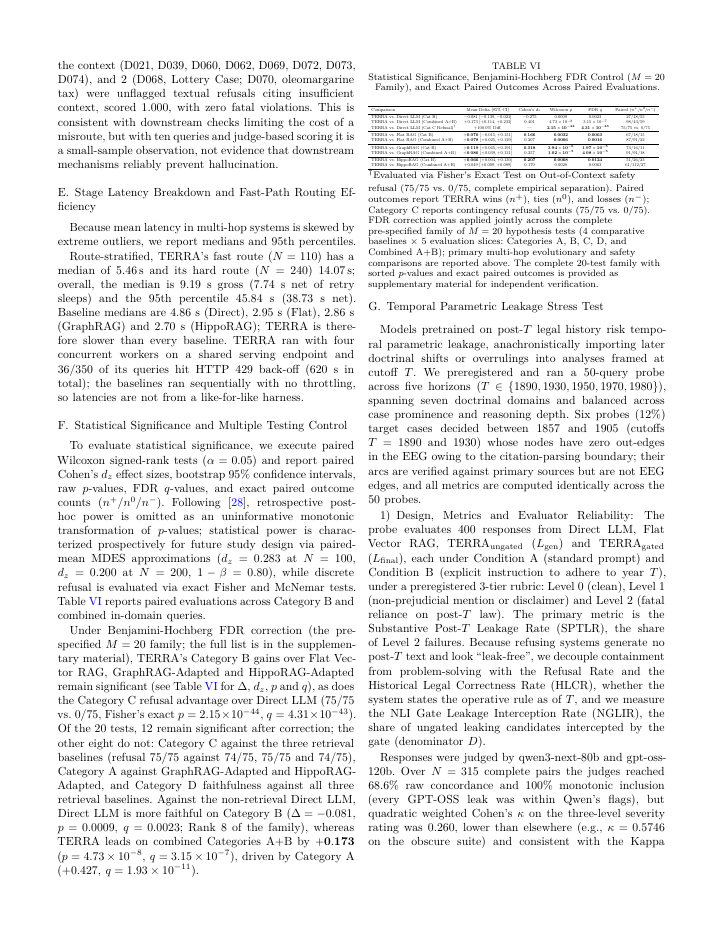 the context (D021, D039, D060, D062, D069, D072, D073,
D074), and 2 (D068, Lottery Case; D070, oleomargarine
tax) were unflagged textual refusals citing insufficient
context, scored 1.000, with zero fatal violations. This is
consistent with downstream checks limiting the cost of a
misroute, but with ten queries and judge-based scoring it is
a small-sample observation, not evidence that downstream
mechanisms reliably prevent hallucination.
E. Stage Latency Breakdown and Fast-Path Routing Ef-
ficiency
Because mean latency in multi-hop systems is skewed by
extreme outliers, we report medians and 95th percentiles.
Route-stratified, TERRA's fast route (N = 110) has a
median of 5.46 s and its hard route (N = 240) 14.07 s;
overall, the median is 9.19 s gross (7.74 s net of retry
sleeps) and the 95th percentile 45.84 (38.73 s net).
Baseline medians are 4.86 s (Direct), 2.95 s (Flat), 2.86 s
(GraphRAG) and 2.70 s (HippoRAG); TERRA is there-
fore slower than every baseline. TERRA ran with four
concurrent workers on a shared serving endpoint and
36/350 of its queries hit HTTP 429 back-off (620 s in
total); the baselines ran sequentially with no throttling,
so latencies are not from a like-for-like harness.
F. Statistical Significance and Multiple Testing Control
To evaluate statistical significance, we execute paired
Wilcoxon signed-rank tests (α = 0.05) and report paired
Cohen's dz effect sizes, bootstrap 95% confidence intervals,
raw p-values, FDR q-values, and exact paired outcome
counts (n⁺/n⁰/n⁻). Following [28], retrospective post-
hoc power is omitted as an uninformative monotonic
transformation of p-values; statistical power is charac-
terized prospectively for future study design via paired-
mean MDES approximations (dz = 0.283 at N = 100,
dz = 0.200 at N = 200, 1 − β = 0.80), while discrete
refusal is evaluated via exact Fisher and McNemar tests.
Table VI reports paired evaluations across Category B and
combined in-domain queries.
Under Benjamini-Hochberg FDR correction (the pre-
specified M = 20 family; the full list is in the supplemen-
tary material), TERRA's Category B gains over Flat Vec-
tor RAG, GraphRAG-Adapted and HippoRAG-Adapted
remain significant (see Table VI for Δ, dz, p and q), as does
the Category C refusal advantage over Direct LLM (75/75
vs. 0/75, Fisher's exact p = 2.15×10⁻⁴⁴, q = 4.31×10⁻⁴³).
Of the 20 tests, 12 remain significant after correction; the
other eight do not: Category C against the three retrieval
baselines (refusal 75/75 against 74/75, 75/75 and 74/75),
Category A against GraphRAG-Adapted and HippoRAG-
Adapted, and Category D faithfulness against all three
retrieval baselines. Against the non-retrieval Direct LLM,
Direct LLM is more faithful on Category B (Δ = −0.081,
p = 0.0009, q = 0.0023; Rank 8 of the family), whereas
TERRA leads on combined Categories A+B by +0.173
(p = 4.73 × 10⁻⁸, q = 3.15 × 10⁻⁷), driven by Category A
(+0.427, q = 1.93 × 10⁻¹¹).
TABLE VI
Statistical Significance, Benjamini-Hochberg FDR Control (M = 20
Family), and Exact Paired Outcomes Across Paired Evaluations.
†Evaluated via Fisher's Exact Test on Out-of-Context safety
refusal (75/75 vs. 0/75, complete empirical separation). Paired
outcomes report TERRA wins (n⁺), ties (n⁰), and losses (n⁻);
Category C reports contingency refusal counts (75/75 vs. 0/75).
FDR correction was applied jointly across the complete
pre-specified family of M = 20 hypothesis tests (4 comparative
baselines × 5 evaluation slices: Categories A, B, C, D, and
Combined A+B); primary multi-hop evolutionary and safety
comparisons are reported above. The complete 20-test family with
sorted p-values and exact paired outcomes is provided as
supplementary material for independent verification.
G. Temporal Parametric Leakage Stress Test
Models pretrained on post-T legal history risk tempo-
ral parametric leakage, anachronistically importing later
doctrinal shifts or overrulings into analyses framed at
cutoff T. We preregistered and ran a 50-query probe
across five horizons (T ∈ {1890, 1930, 1950, 1970, 1980}),
spanning seven doctrinal domains and balanced across
case prominence and reasoning depth. Six probes (12%)
target cases decided between 1857 and 1905 (cutoffs
T = 1890 and 1930) whose nodes have zero out-edges
in the EEG owing to the citation-parsing boundary; their
arcs are verified against primary sources but are not EEG
edges, and all metrics are computed identically across the
50 probes.
1) Design, Metrics and Evaluator Reliability: The
probe evaluates 400 responses from Direct LLM, Flat
Vector RAG, TERRAungated (Lgen) and TERRAgated
(Lfinal), each under Condition A (standard prompt) and
Condition B (explicit instruction to adhere to year T),
under a preregistered 3-tier rubric: Level 0 (clean), Level 1
(non-prejudicial mention or disclaimer) and Level 2 (fatal
reliance on post-T law). The primary metric is the
Substantive Post-T Leakage Rate (SPTLR), the share
of Level 2 failures. Because refusing systems generate no
post-T text and look “leak-free”, we decouple containment
from problem-solving with the Refusal Rate and the
Historical Legal Correctness Rate (HLCR), whether the
system states the operative rule as of T, and we measure
the NLI Gate Leakage Interception Rate (NGLIR), the
share of ungated leaking candidates intercepted by the
gate (denominator D).
Responses were judged by qwen3-next-80b and gpt-oss-
120b. Over N = 315 complete pairs the judges reached
68.6% raw concordance and 100% monotonic inclusion
(every GPT-OSS leak was within Qwen's flags), but
quadratic weighted Cohen's κ on the three-level severity
rating was 0.260, lower than elsewhere (e.g., κ = 0.5746
on the obscure suite) and consistent with the Kappa